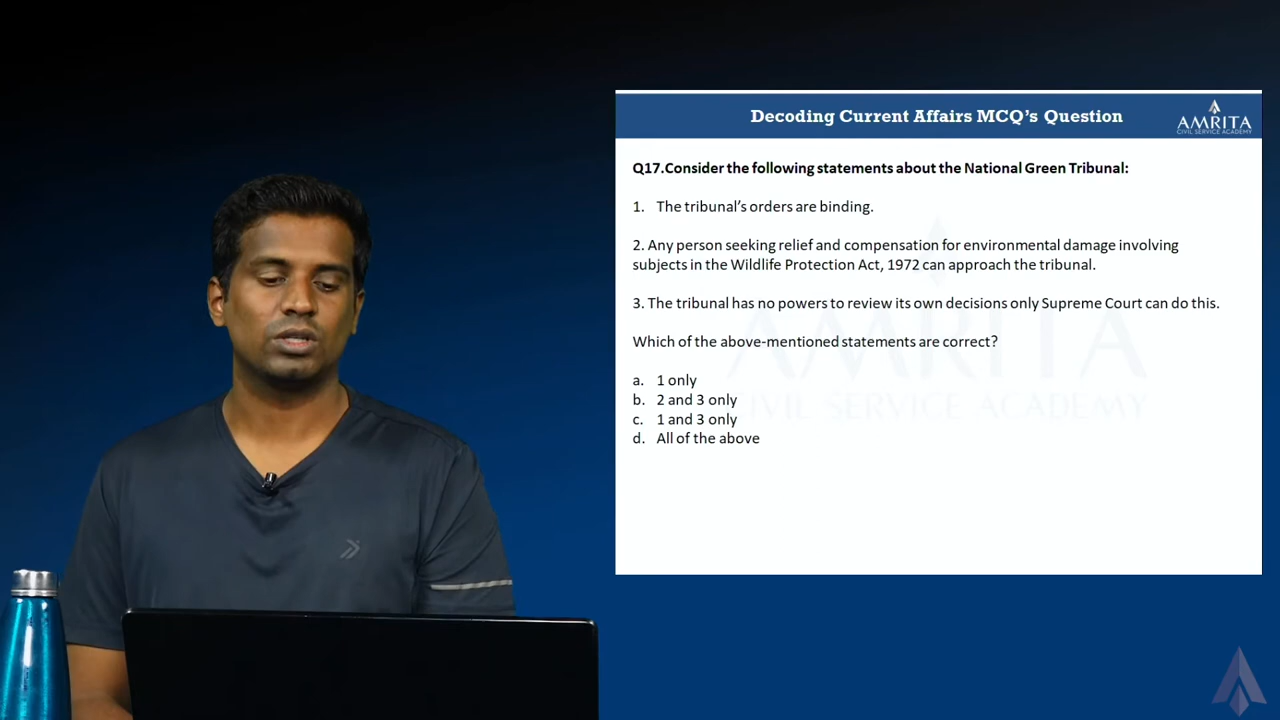 Decoding Current Affairs MCQ's Question
AMRITA
CIVIL SERVICE ACADEMY
Q17.Consider the following statements about the National Green Tribunal:
1. The tribunal's orders are binding.
2. Any person seeking relief and compensation for environmental damage involving
subjects in the Wildlife Protection Act, 1972 can approach the tribunal.
3. The tribunal has no powers to review its own decisions only Supreme Court can do this.
Which of the above-mentioned statements are correct?
a. 1 only
b. 2 and 3 only
c. 1 and 3 only
d. All of the above
AMRITA
CIVIL SERVICE ACADEMY